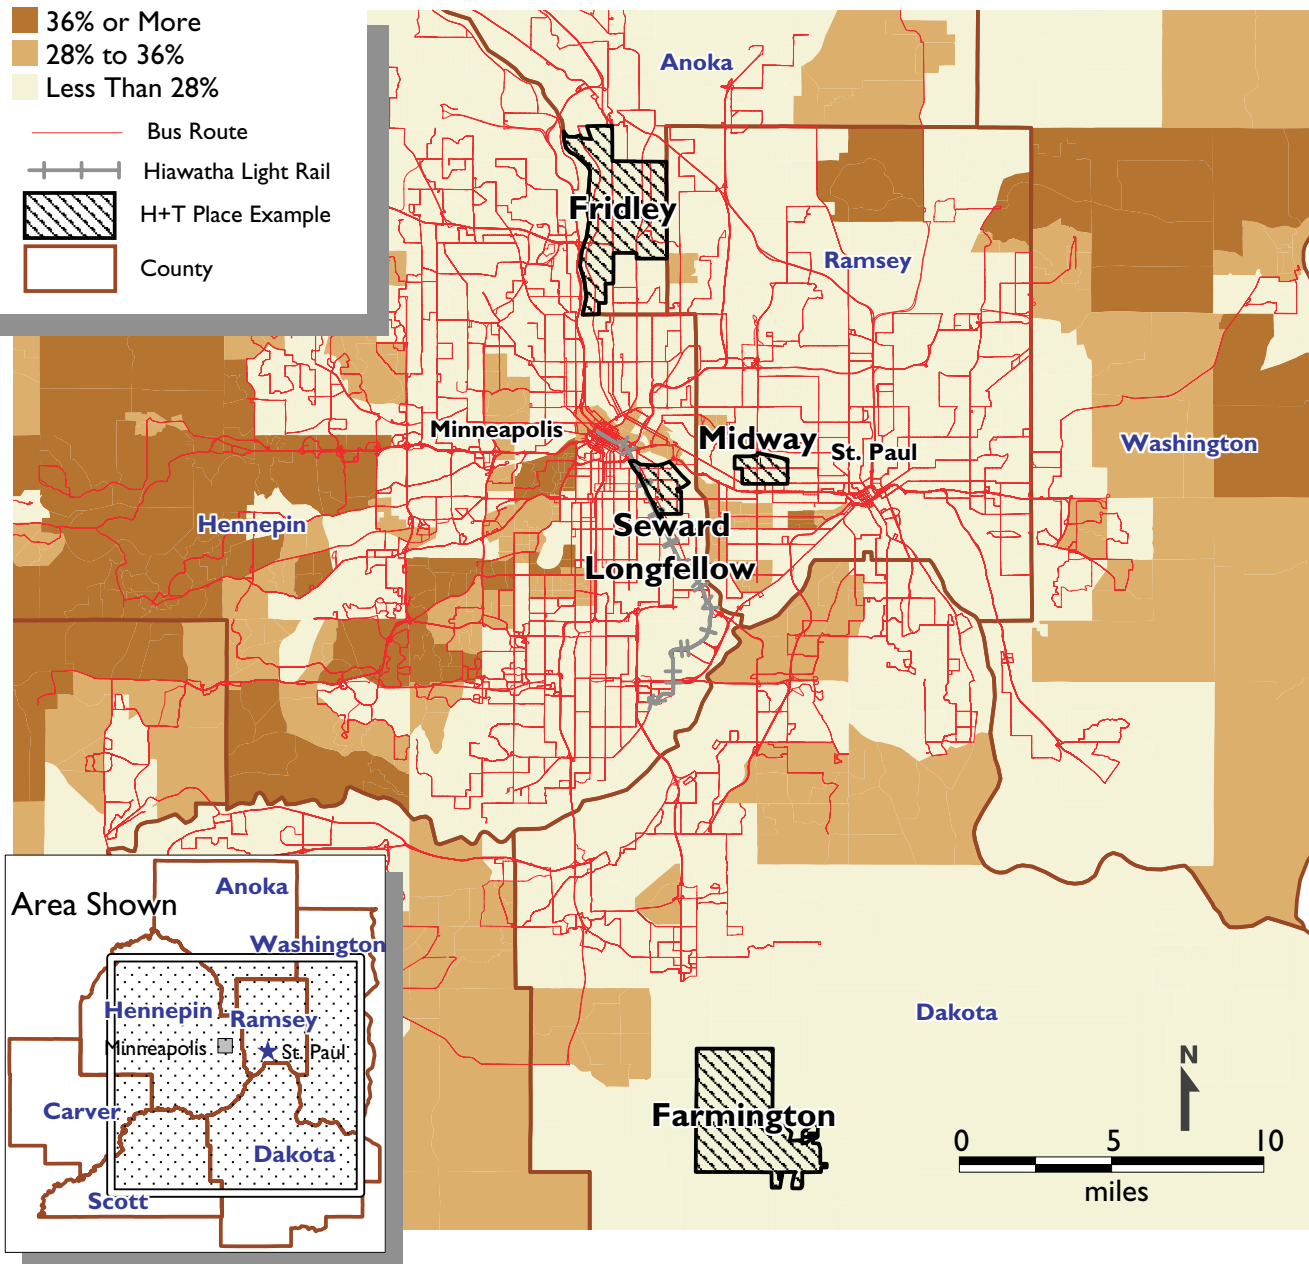 36% or More
28% to 36%
Less Than 28%
Bus Route
Hiawatha Light Rail
H+T Place Example
County
Anoka
Fridley
Ramsey
Minneapolis
Midway
St. Paul
Washington
Hennepin
Seward
Longfellow
Area Shown
Anoka
Washington
Hennepin
Ramsey
Minneapolis
St. Paul
Carver
Dakota
Scott
Dakota
Farmington
N
0 5 10
miles